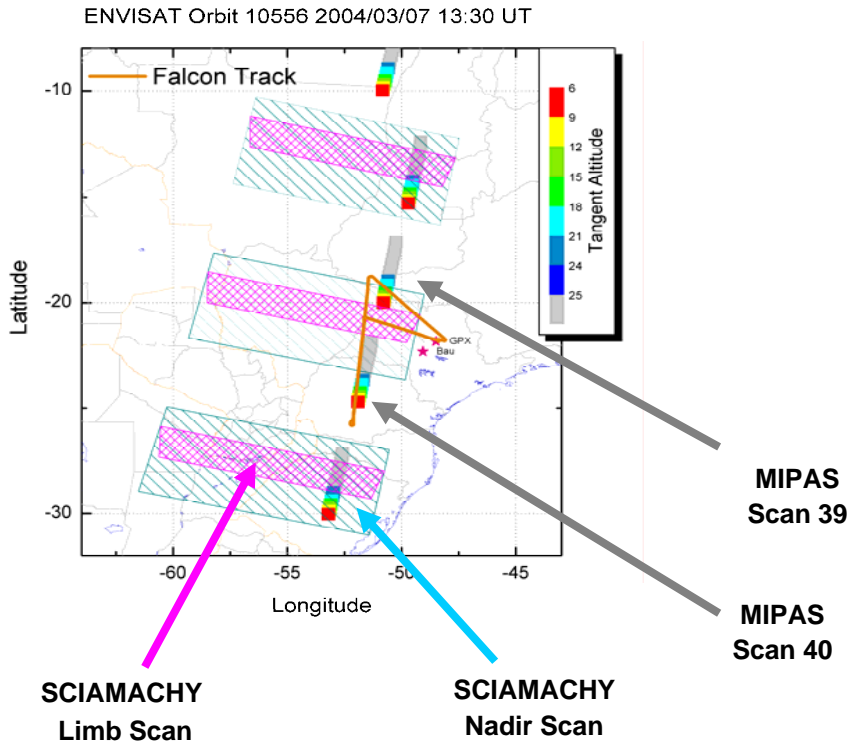 ENVISAT Orbit 10556 2004/03/07 13:30 UT
Falcon Track
-10
-20
-30
Latitude
-60
-55
-50
-45
Longitude
6
9
12
15
18
21
24
25
Tangent Altitude
GPX
Bau
MIPAS
Scan 39
MIPAS
Scan 40
SCIAMACHY
Limb Scan
SCIAMACHY
Nadir Scan